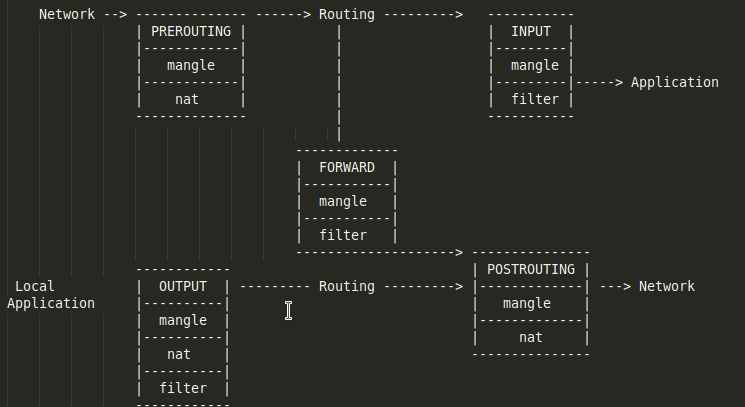 Network --> -------------- ------> Routing --------->   -----------
            | PREROUTING |           |                  |  INPUT  |
            |------------|           |                  |---------|
            |   mangle   |           |                  |  mangle |
            |------------|           |                  |---------|-----> Application
            |    nat     |           |                  |  filter |
            --------------           |                  -----------
                                     |
                                -------------
                                |  FORWARD  |
                                |-----------|
                                |  mangle   |
                                |-----------|
                                |  filter   |
                                --------------------> ---------------
            ------------                              | POSTROUTING |
 Local      |  OUTPUT  | --------- Routing ---------> |-------------| ---> Network
Application |----------|                              |   mangle    |
            |  mangle  |                              |-------------|
            |----------|                              |     nat     |
            |   nat    |                              ---------------
            |----------|
            |  filter  |
            ------------